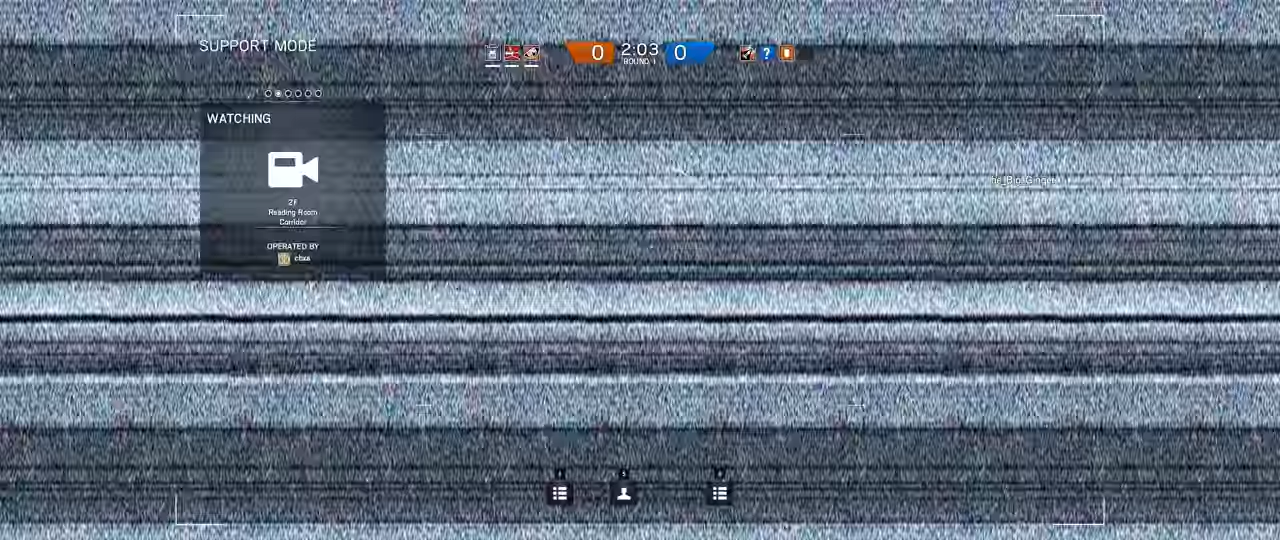 SUPPORT MODE
0 2:03 0
ROUND 1
?
WATCHING
2F
Reading Room
Corridor
OPERATED BY